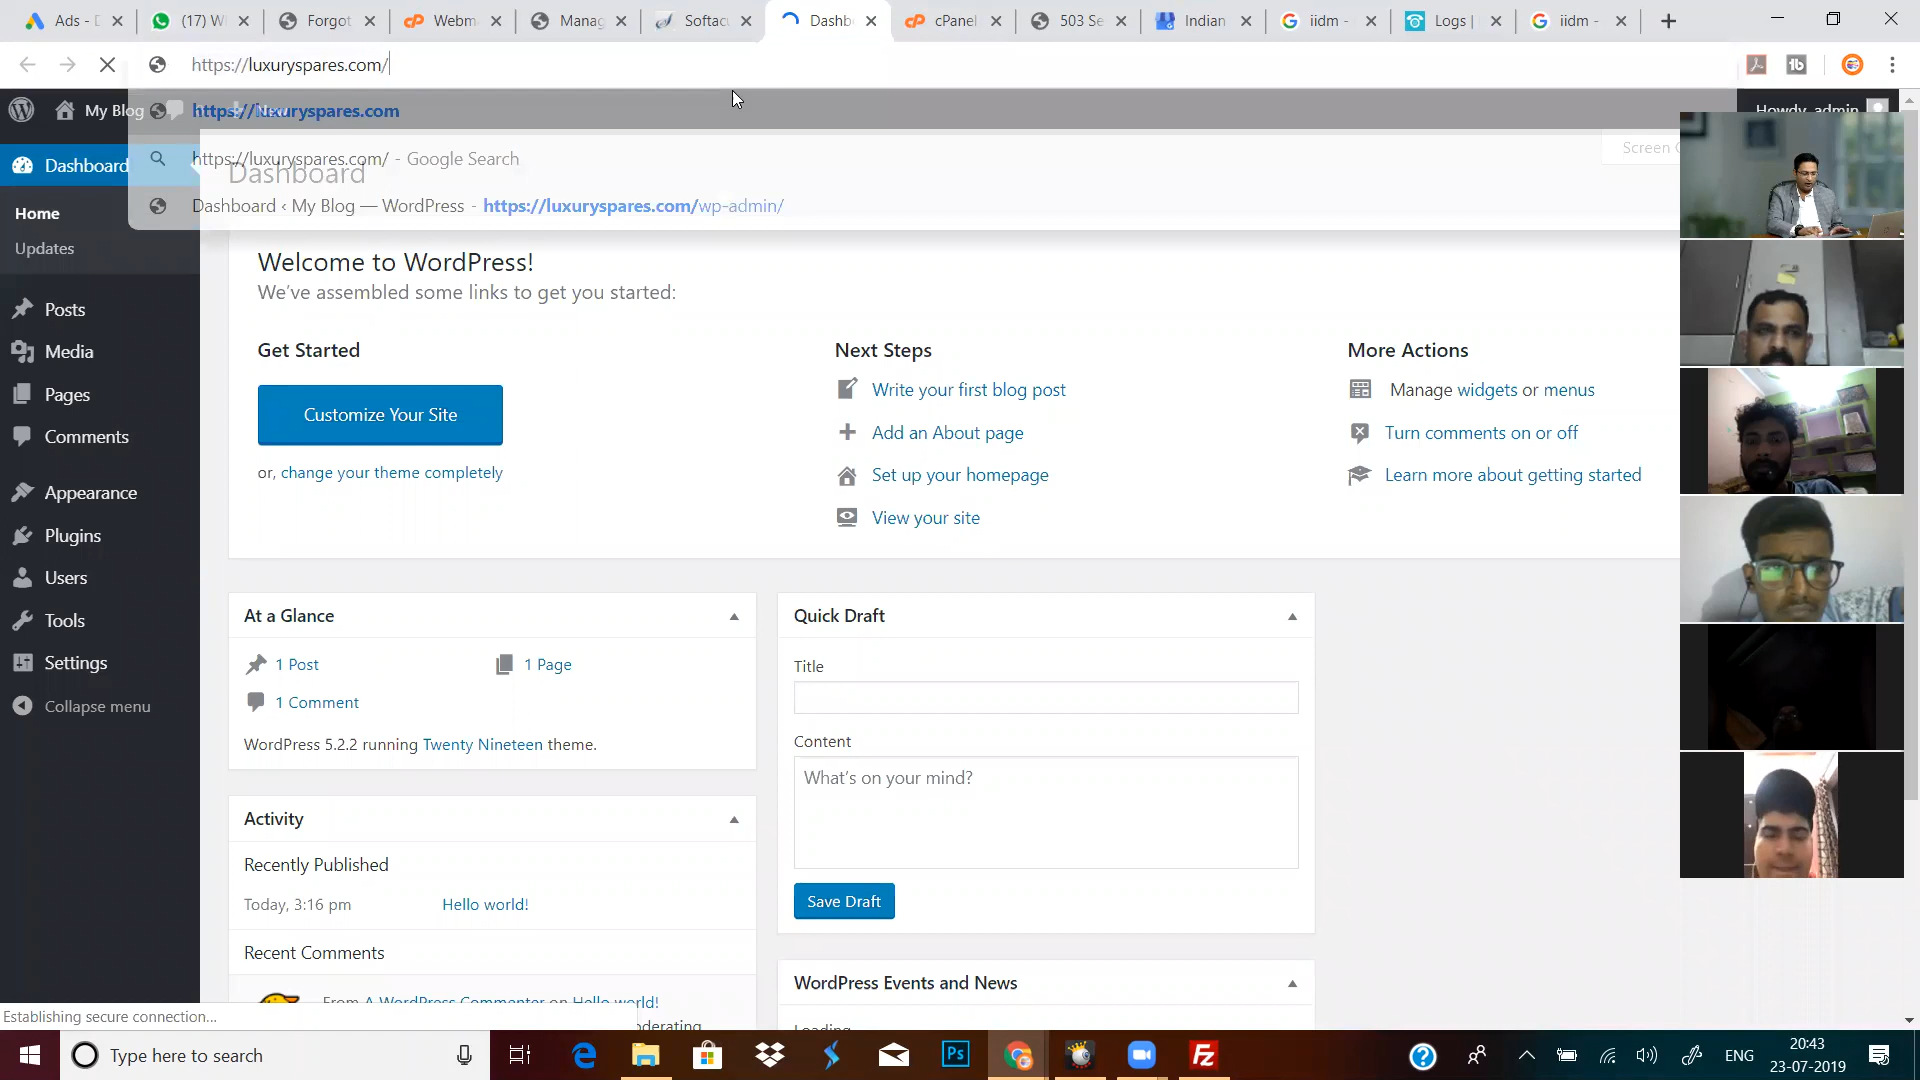 Ads - D
(17) W
Forgot
Webm
Manag
Softacu
Dashbo
cPanel
503 Se
Indian
iidm -
Logs |
iidm -
https://luxuryspares.com/
My Blog
New
Howdy, admin
https://luxuryspares.com
https://luxuryspares.com/ - Google Search
Dashboard
Dashboard ‹ My Blog — WordPress - https://luxuryspares.com/wp-admin/
Screen O
Dashboard
Home
Updates
Posts
Media
Pages
Comments
Appearance
Plugins
Users
Tools
Settings
Collapse menu
Welcome to WordPress!
We've assembled some links to get you started:
Get Started
Customize Your Site
or, change your theme completely
Next Steps
Write your first blog post
Add an About page
Set up your homepage
View your site
More Actions
Manage widgets or menus
Turn comments on or off
Learn more about getting started
At a Glance
1 Post
1 Page
1 Comment
WordPress 5.2.2 running Twenty Nineteen theme.
Activity
Recently Published
Today, 3:16 pm
Hello world!
Recent Comments
From A WordPress Commenter on Hello world!
oderating
Quick Draft
Title
Content
What's on your mind?
Save Draft
WordPress Events and News
Loading
Establishing secure connection...
Type here to search
Ps
Fz
ENG
20:43
23-07-2019